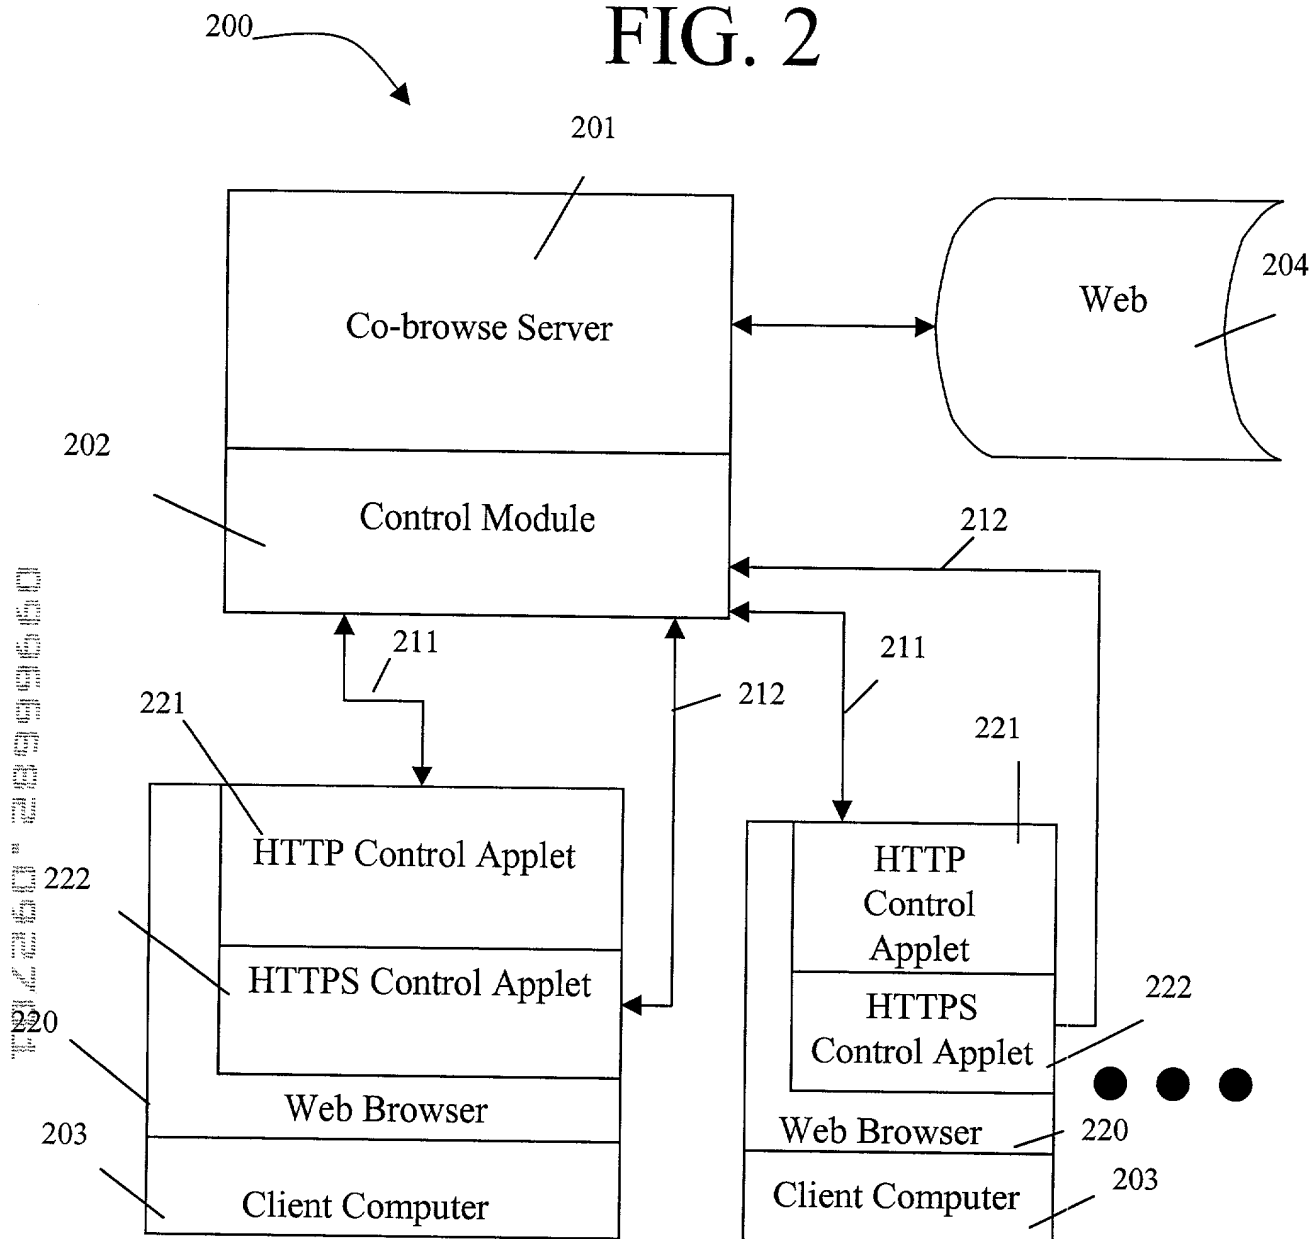 FIG. 2
200
201
204
Web
Co-browse Server
202
Control Module
212
211
211
212
221
221
HTTP Control Applet
HTTP
Control
Applet
222
HTTPS Control Applet
HTTPS
Control Applet
222
220
Web Browser
Web Browser
220
203
Client Computer
Client Computer
203
09966682.092701